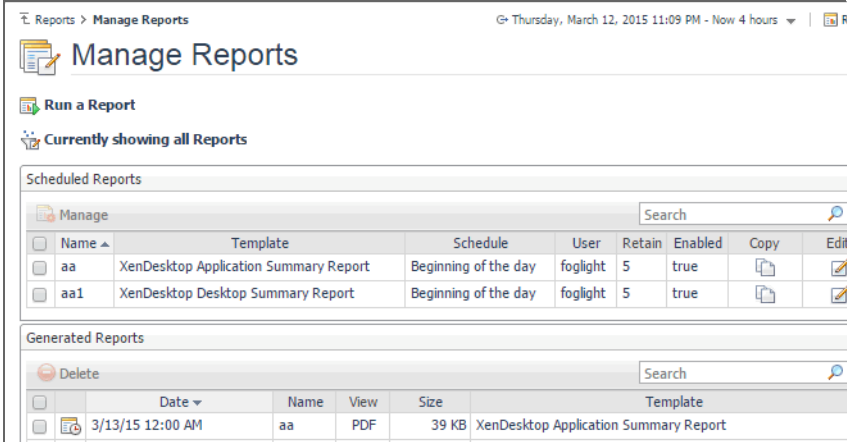 Reports > Manage Reports Thursday, March 12, 2015 11:09 PM - Now 4 hours R
Manage Reports
Run a Report
Currently showing all Reports
Scheduled Reports
Manage Search
Name Template Schedule User Retain Enabled Copy Edit
aa XenDesktop Application Summary Report Beginning of the day foglight 5 true
aa1 XenDesktop Desktop Summary Report Beginning of the day foglight 5 true
Generated Reports
Delete Search
Date Name View Size Template
3/13/15 12:00 AM aa PDF 39 KB XenDesktop Application Summary Report